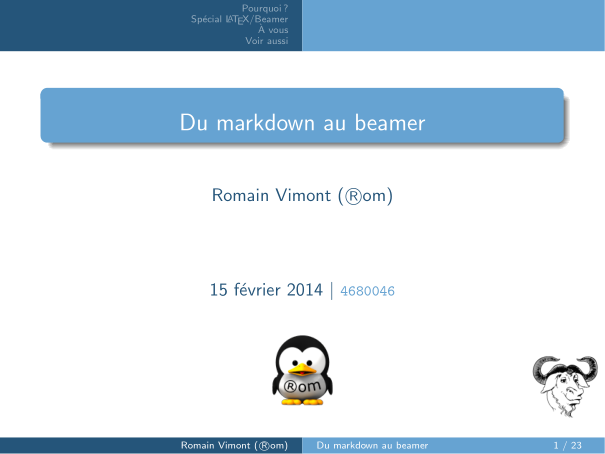 Pourquoi ?
Spécial LATEX/Beamer
À vous
Voir aussi
Du markdown au beamer
Romain Vimont (®om)
15 février 2014 | 4680046
®om
Romain Vimont (®om) Du markdown au beamer 1 / 23